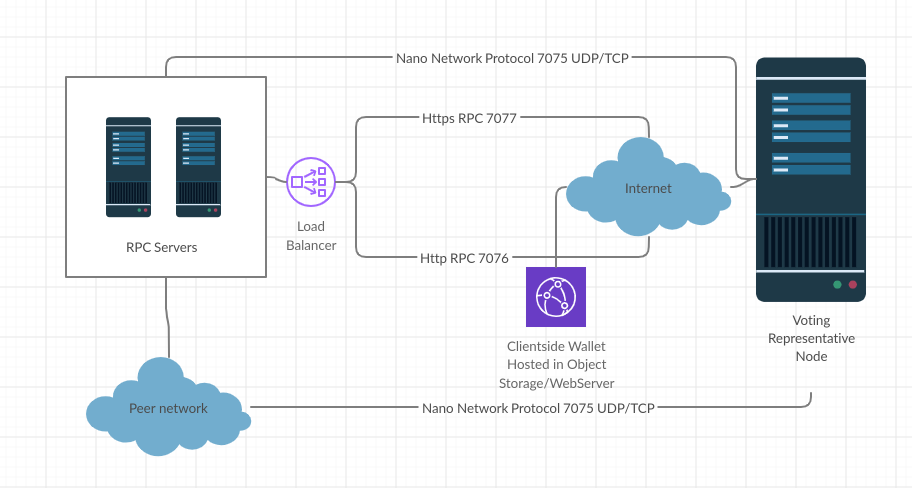 Nano Network Protocol 7075 UDP/TCP
Https RPC 7077
Internet
RPC Servers
Load
Balancer
Http RPC 7076
Voting
Representative
Node
Clientside Wallet
Hosted in Object
Storage/WebServer
Peer network
Nano Network Protocol 7075 UDP/TCP